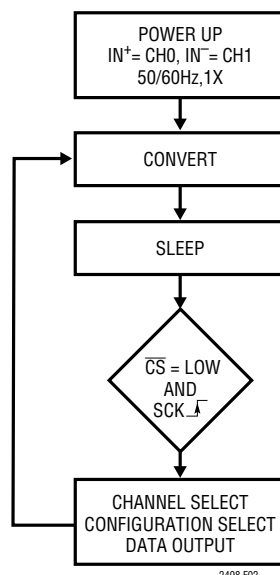 POWER UP
IN⁺= CH0, IN⁻= CH1
50/60Hz,1X
CONVERT
SLEEP
C̅S̅ = LOW
AND
SCK
CHANNEL SELECT
CONFIGURATION SELECT
DATA OUTPUT
2498 F02